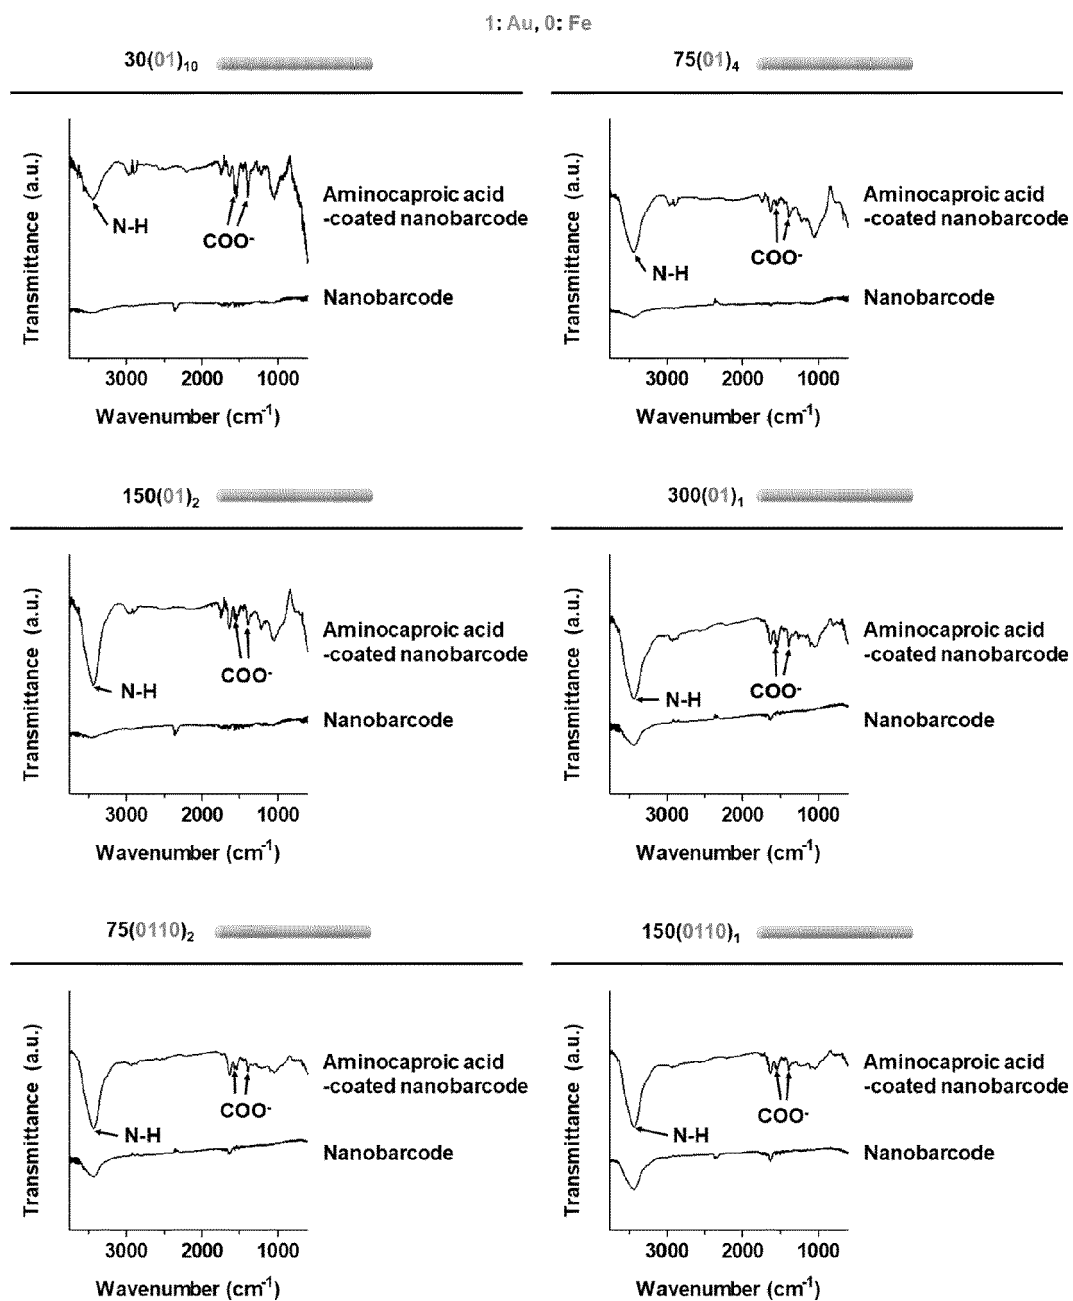 1: Au, 0: Fe
30(01)10
75(01)4
Transmittance (a.u.)
N-H
COO-
Aminocaproic acid
-coated nanobarcode
Nanobarcode
3000 2000 1000
Wavenumber (cm-1)
Transmittance (a.u.)
N-H
COO-
Aminocaproic acid
-coated nanobarcode
Nanobarcode
3000 2000 1000
Wavenumber (cm-1)
150(01)2
300(01)1
Transmittance (a.u.)
N-H
COO-
Aminocaproic acid
-coated nanobarcode
Nanobarcode
3000 2000 1000
Wavenumber (cm-1)
Transmittance (a.u.)
N-H
COO-
Aminocaproic acid
-coated nanobarcode
Nanobarcode
3000 2000 1000
Wavenumber (cm-1)
75(0110)2
150(0110)1
Transmittance (a.u.)
N-H
COO-
Aminocaproic acid
-coated nanobarcode
Nanobarcode
3000 2000 1000
Wavenumber (cm-1)
Transmittance (a.u.)
N-H
COO-
Aminocaproic acid
-coated nanobarcode
Nanobarcode
3000 2000 1000
Wavenumber (cm-1)